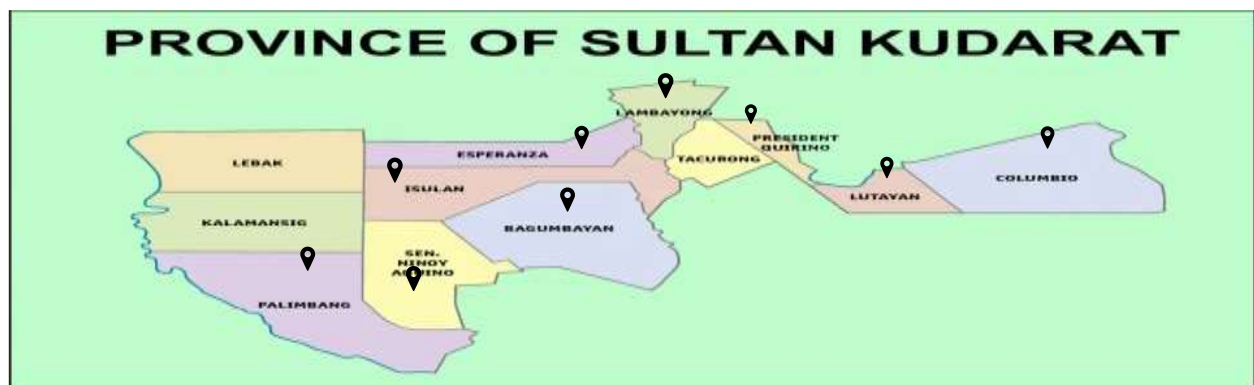 PROVINCE OF SULTAN KUDARAT
LAMBAYONG
PRESIDENT
QUIRINO
LEBAK
ESPERANZA
TACURONG
COLUMBIO
ISULAN
LUTAYAN
KALAMANSIG
BAGUMBAYAN
SEN.
NINOY
AQUINO
PALIMBANG